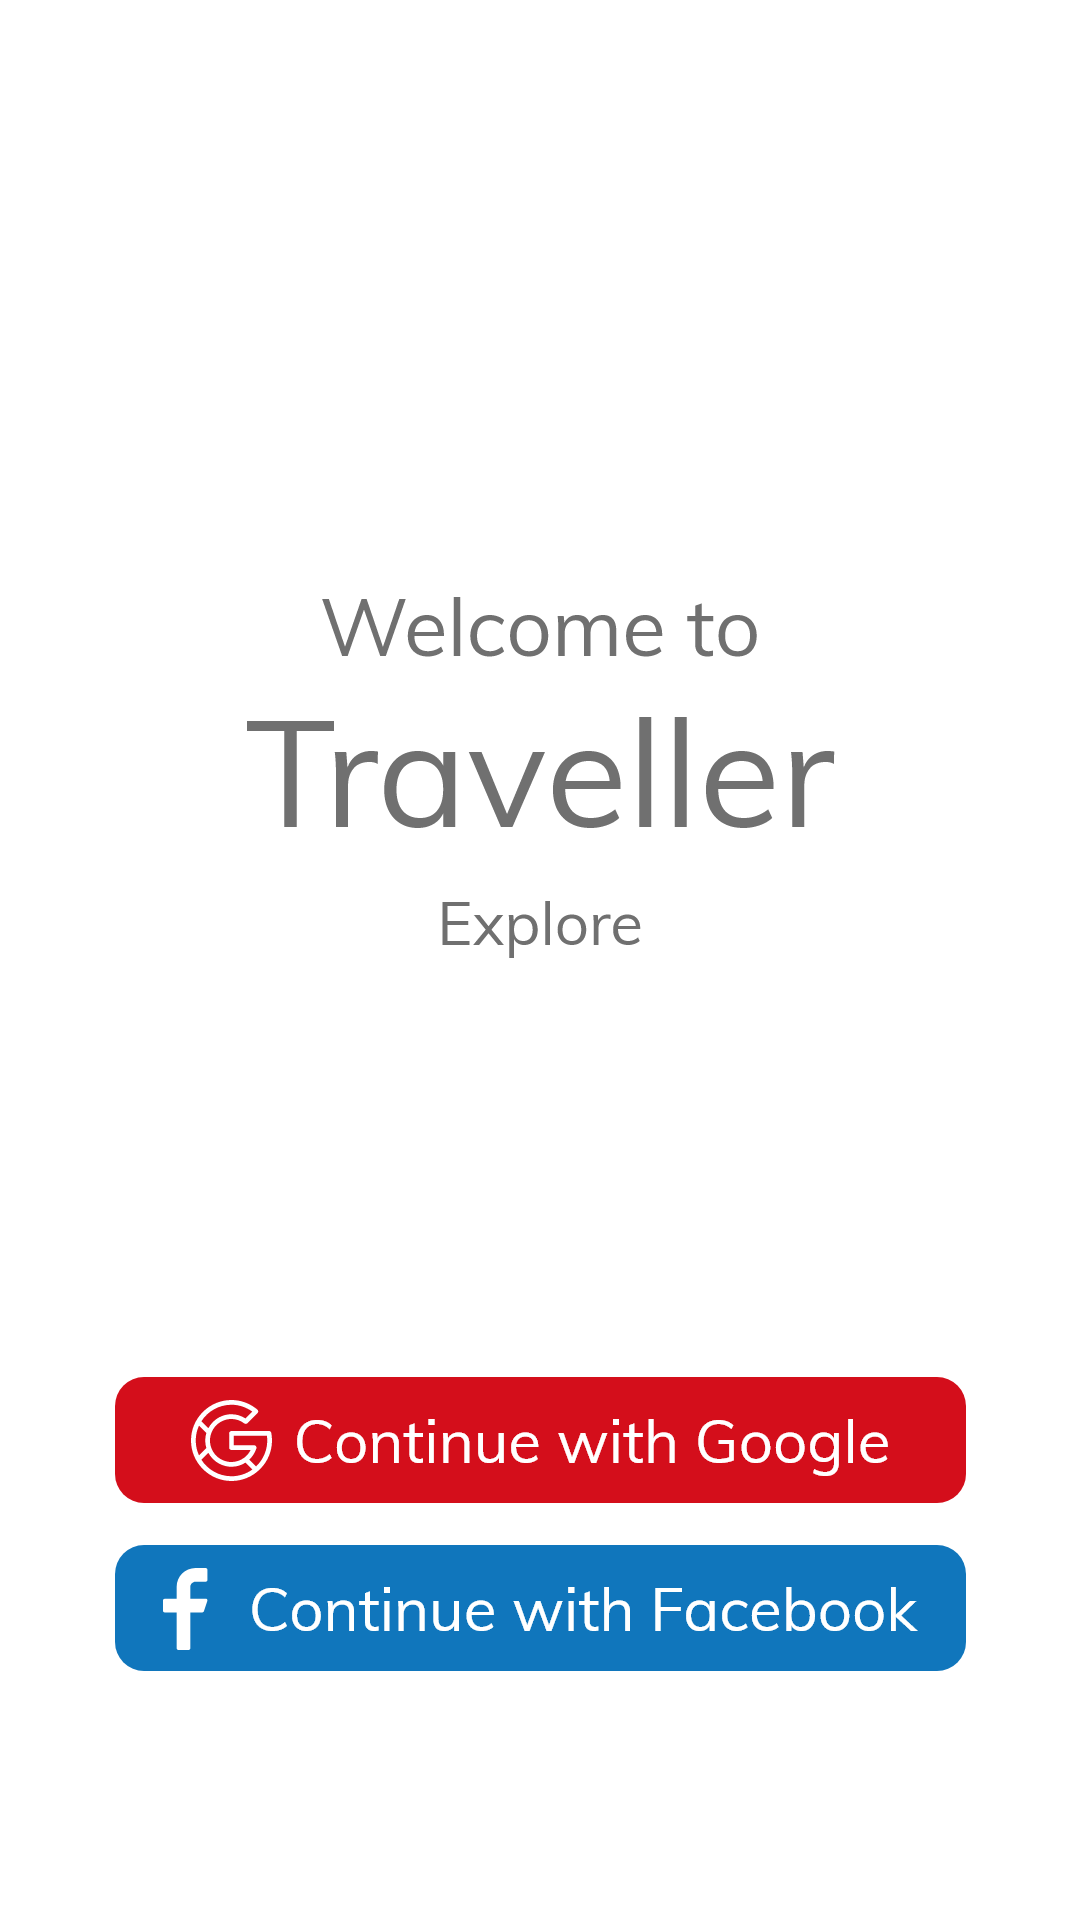 Welcome to
Traveller
Explore
Continue with Google
Continue with Facebook